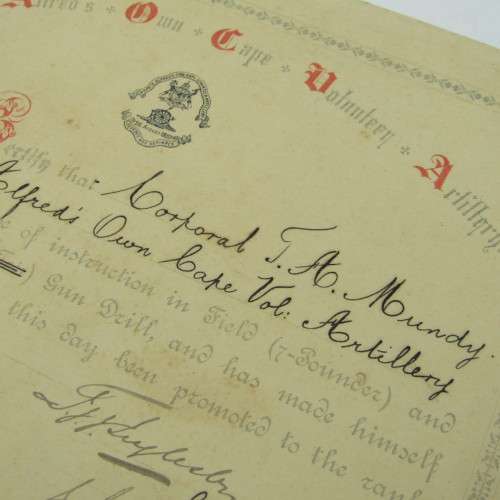 Alfred's + Own + Cape + Volunteer + Artillery
Certify that Corporal T. A. Mundy.
Alfred's Own Cape Vol: Artillery
of instruction in Field (7-Pounder) and
) Gun Drill, and has made himself
this day been promoted to the rank